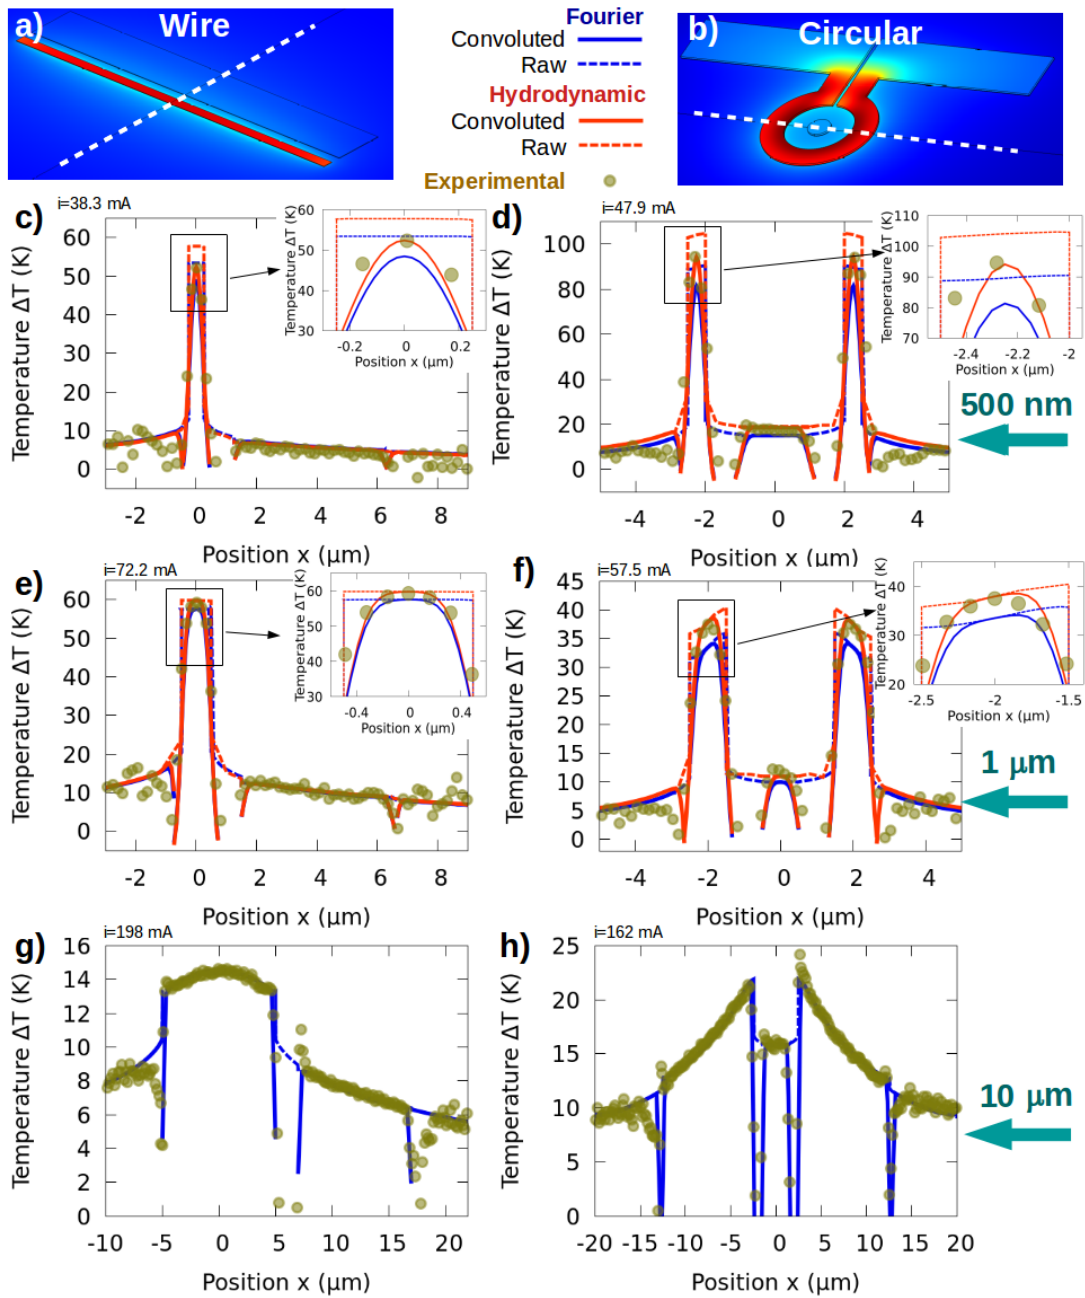 a) Wire
Fourier
Convoluted
Raw
Hydrodynamic
Convoluted
Raw
Experimental
b) Circular
c) i=38.3 mA
Temperature ΔT (K)
60
50
40
30
20
10
0
-2 0 2 4 6 8
Position x (μm)
Temperature ΔT (K)
60
50
40
30
-0.2 0 0.2
Position x (μm)
d) i=47.9 mA
Temperature ΔT (K)
100
80
60
40
20
0
-4 -2 0 2 4
Position x (μm)
Temperature ΔT (K)
110
100
90
80
70
-2.4 -2.2 -2
Position x (μm)
500 nm
e) i=72.2 mA
Temperature ΔT (K)
60
50
40
30
20
10
0
-2 0 2 4 6 8
Position x (μm)
Temperature ΔT (K)
60
50
40
30
-0.4 0 0.4
Position x (μm)
f) i=57.5 mA
Temperature ΔT (K)
45
40
35
30
25
20
15
10
5
0
-4 -2 0 2 4
Position x (μm)
Temperature ΔT (K)
40
33
27
20
-2.5 -2 -1.5
Position x (μm)
1 μm
g) i=198 mA
Temperature ΔT (K)
16
14
12
10
8
6
4
2
0
-10 -5 0 5 10 15 20
Position x (μm)
h) i=162 mA
Temperature ΔT (K)
25
20
15
10
5
0
-20 -15 -10 -5 0 5 10 15 20
Position x (μm)
10 μm